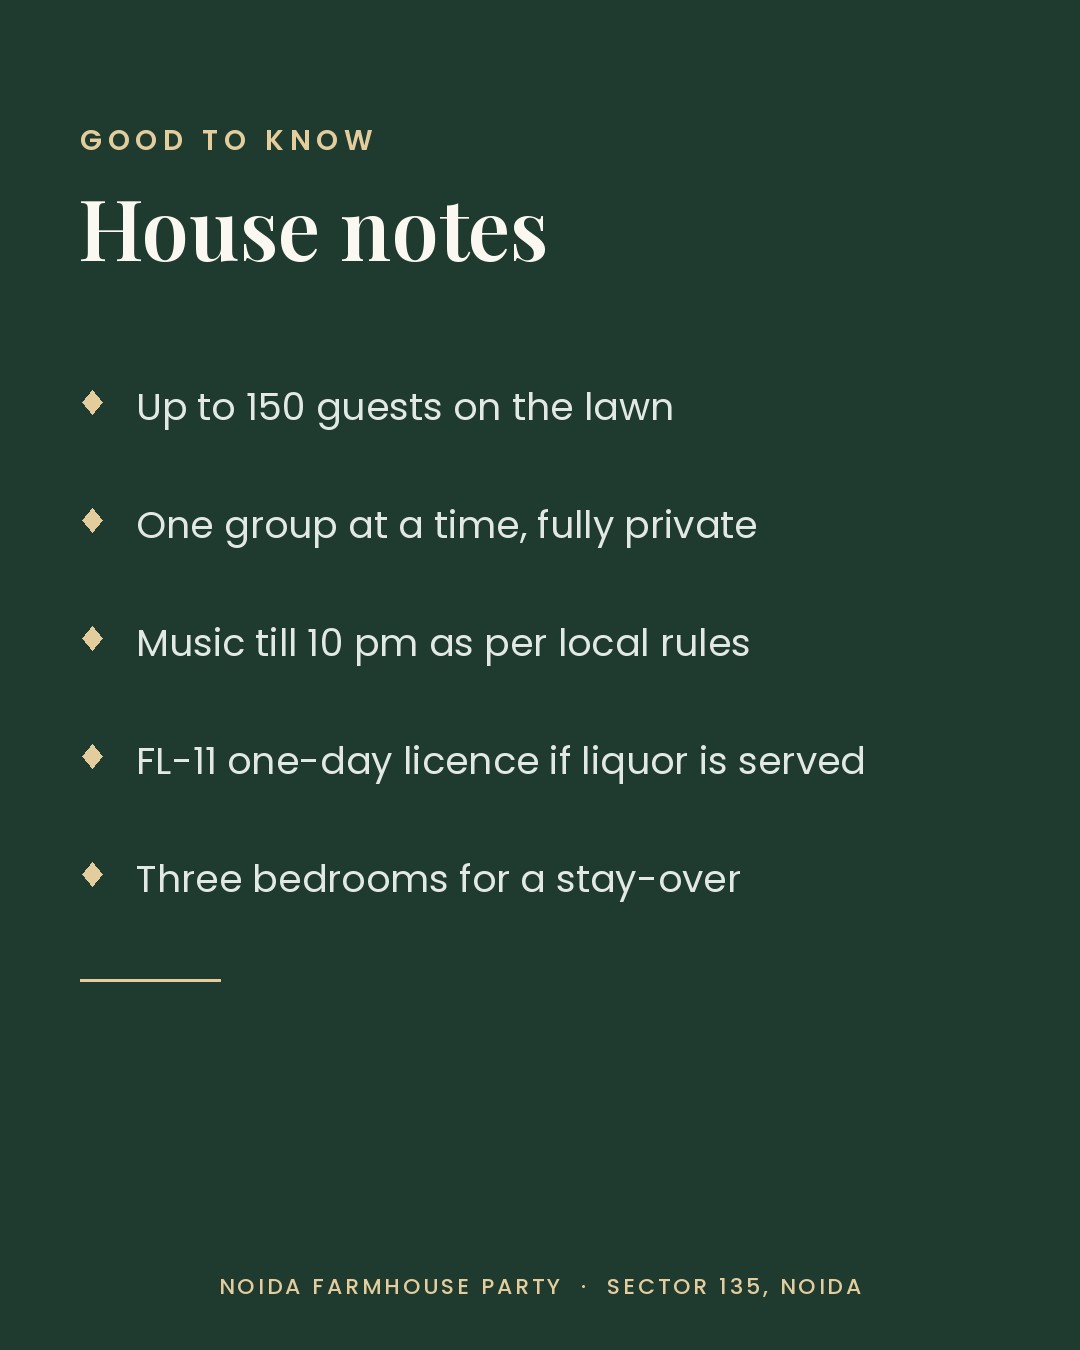 GOOD TO KNOW
House notes
Up to 150 guests on the lawn
One group at a time, fully private
Music till 10 pm as per local rules
FL-11 one-day licence if liquor is served
Three bedrooms for a stay-over
NOIDA FARMHOUSE PARTY · SECTOR 135, NOIDA